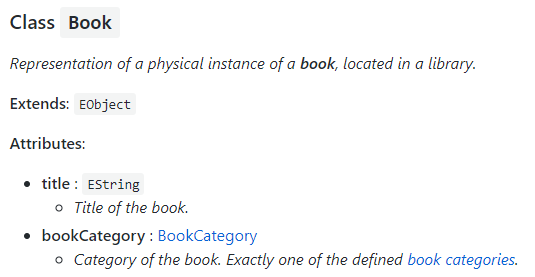 Class Book
Representation of a physical instance of a book, located in a library.
Extends: EObject
Attributes:
title : EString
Title of the book.
bookCategory : BookCategory
Category of the book. Exactly one of the defined book categories.